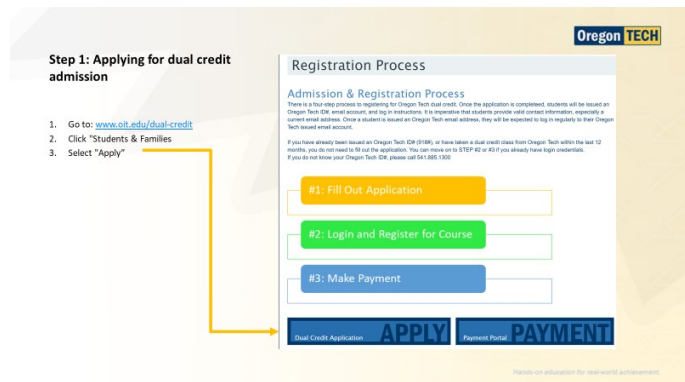 Oregon TECH
Step 1: Applying for dual credit
admission
1. Go to: www.oit.edu/dual-credit
2. Click "Students & Families
3. Select "Apply"
Registration Process
Admission & Registration Process
There is a four-step process to registering for Oregon Tech dual credit. Once the application is completeed, students will be issued an
Oregon Tech ID#, email account, and log in instructions. It is imperative that students provide valid contact information, especially a
current email address. Once a student is issued an Oregon Tech email address, they will be expected to log in regularly to their Oregon
Tech issued email account.
If you have already been issued an Oregon Tech ID# (918#), or have taken a dual credit class from Oregon Tech within the last 12
months, you do not need to fill out the application. You can move on to STEP #2 or #3 if you already have login credentials.
If you do not know your Oregon Tech ID#, please call 541.885.1300
#1: Fill Out Application
#2: Login and Register for Course
#3: Make Payment
Dual Credit Application APPLY
Payment Portal PAYMENT
Hands-on education for real-world achievement.